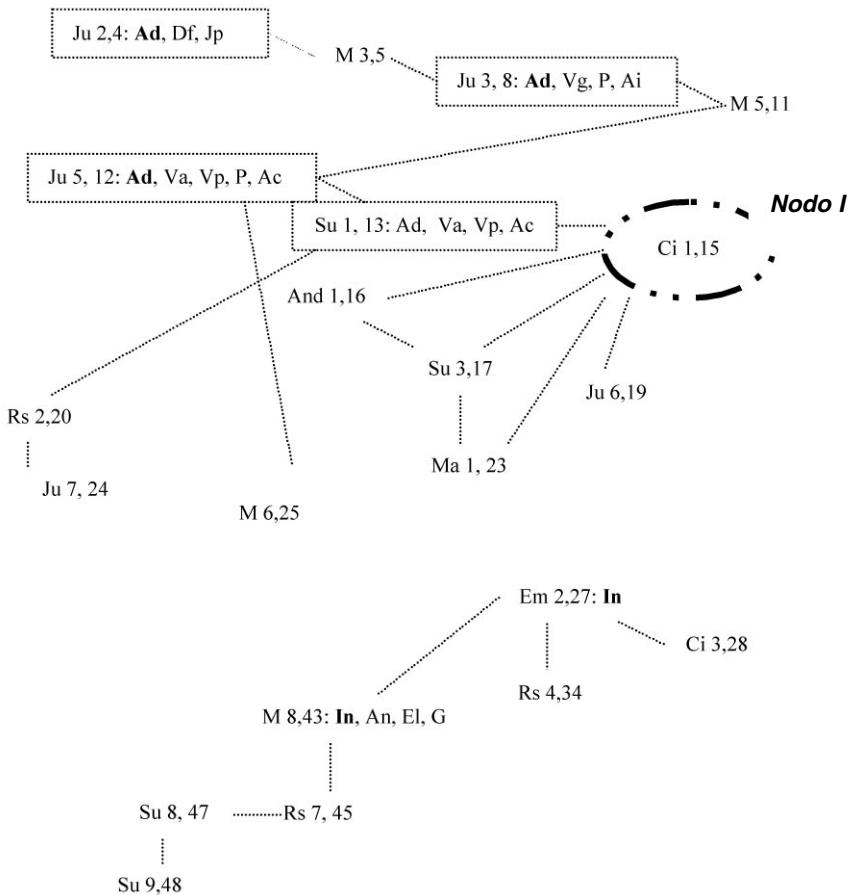 Ju 2,4: Ad, Df, Jp
M 3,5
Ju 3, 8: Ad, Vg, P, Ai
M 5,11
Ju 5, 12: Ad, Va, Vp, P, Ac
Nodo I
Su 1, 13: Ad, Va, Vp, Ac
Ci 1,15
And 1,16
Su 3,17
Ju 6,19
Rs 2,20
Ma 1, 23
Ju 7, 24
M 6,25
Em 2,27: In
Ci 3,28
Rs 4,34
M 8,43: In, An, El, G
Su 8, 47
Rs 7, 45
Su 9,48